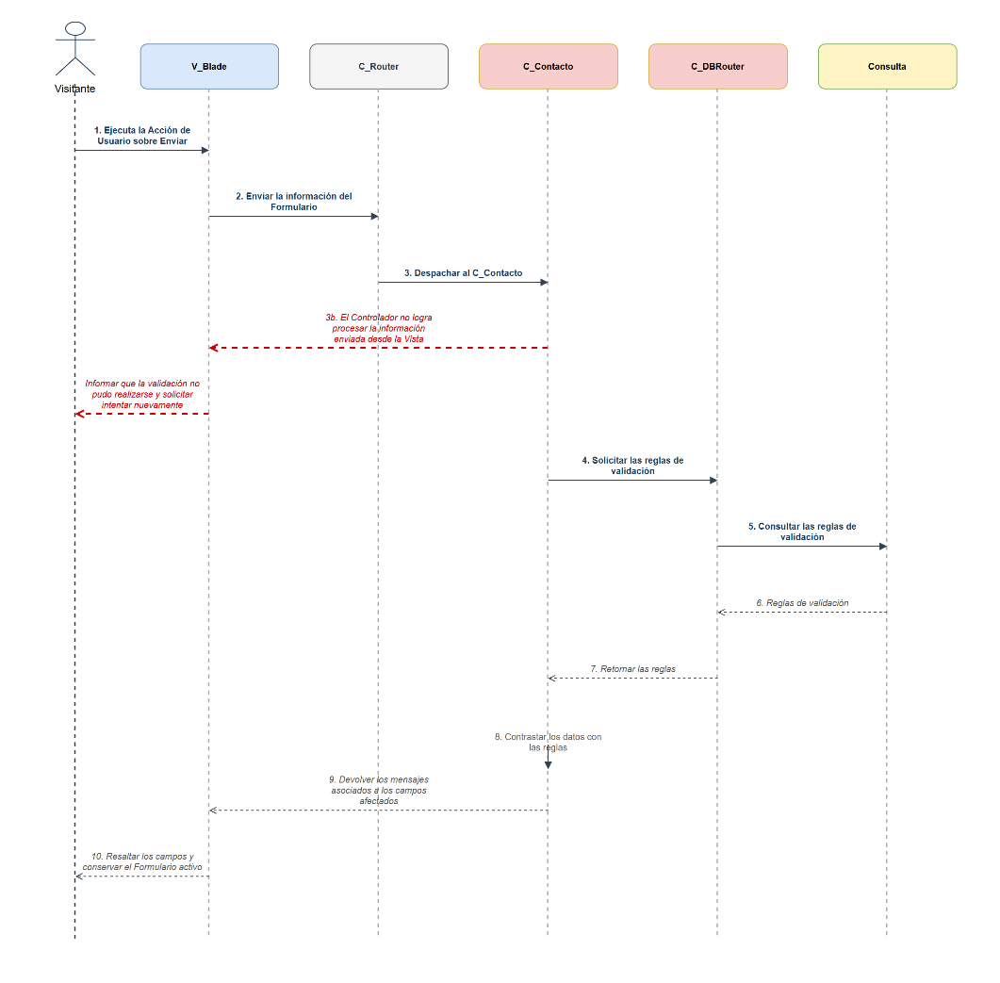 Visitante
V_Blade
C_Router
C_Contacto
C_DBRouter
Consulta
1. Ejecuta la Acción de
Usuario sobre Enviar
2. Enviar la información del
Formulario
3. Despachar al C_Contacto
3b. El Controlador no logra
procesar la información
enviada desde la Vista
Informar que la validación no
pudo realizarse y solicitar
intentar nuevamente
4. Solicitar las reglas de
validación
5. Consultar las reglas de
validación
6. Reglas de validación
7. Retornar las reglas
8. Contrastar los datos con
las reglas
9. Devolver los mensajes
asociados a los campos
afectados
10. Resaltar los campos y
conservar el Formulario activo